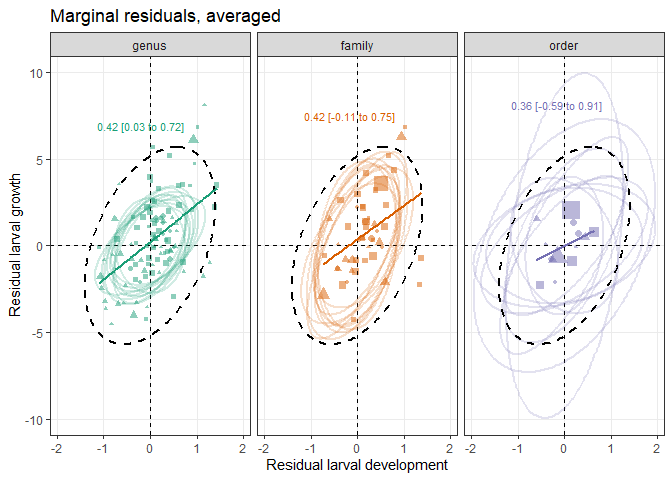 Marginal residuals, averaged
genus family order
0.42 [0.03 to 0.72]
0.42 [-0.11 to 0.75]
0.36 [-0.59 to 0.91]
10
5
0
-5
-10
Residual larval growth
-2 -1 0 1 2 -2 -1 0 1 2 -2 -1 0 1 2
Residual larval development